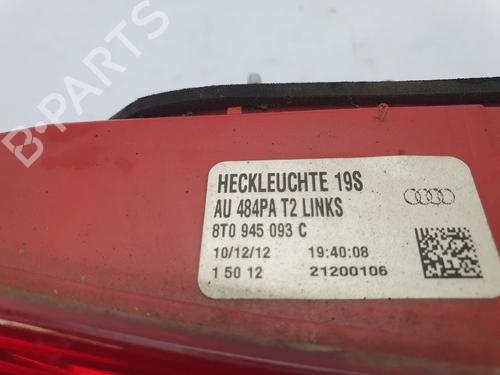 B-PARTS
HECKLEUCHTE 19S
AU 484PA T2 LINKS
8T0 945 093 C
10/12/12 19:40:08
1 50 12 21200106